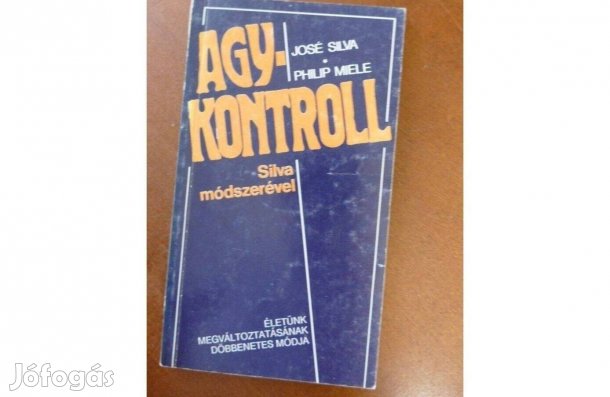 AGY-
KONTROLL
JOSÉ SILVA
•
PHILIP MIELE
Silva
módszerével
ÉLETÜNK
MEGVÁLTOZTATÁSÁNAK
DÖBBENETES MÓDJA
Jófogás